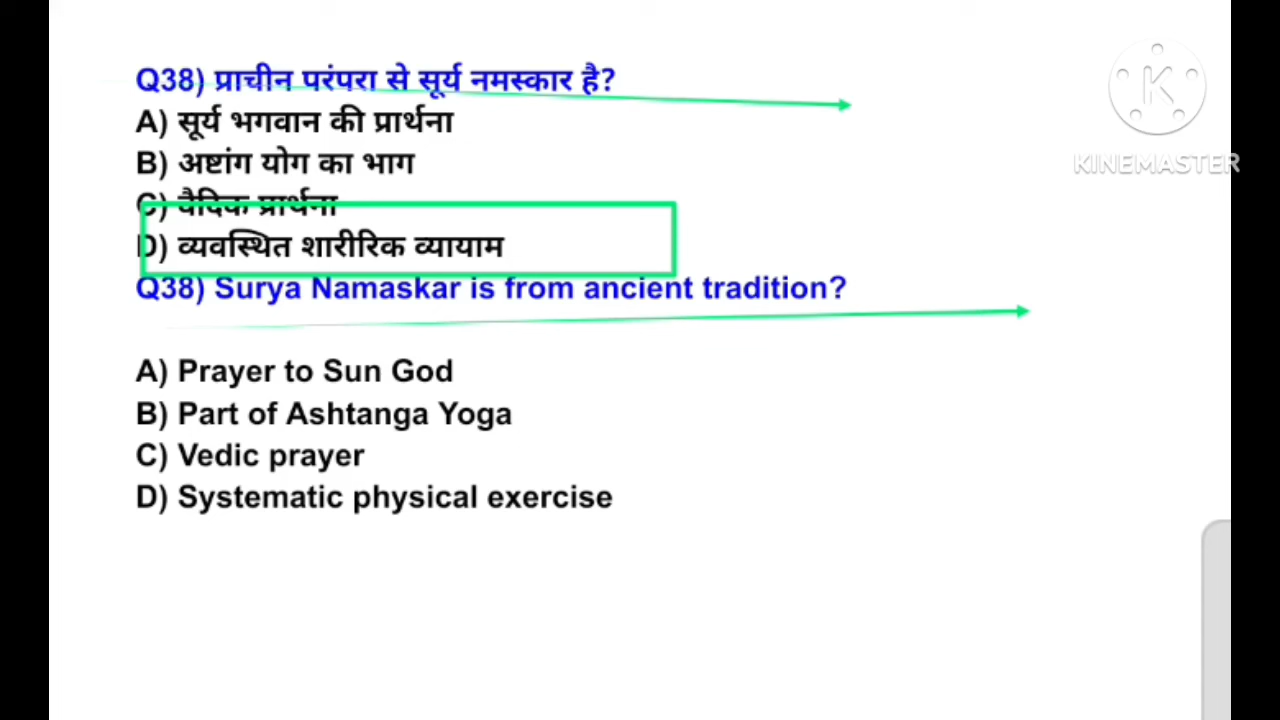 Q38) प्राचीन परंपरा से सूर्य नमस्कार है?
A) सूर्य भगवान की प्रार्थना
B) अष्टांग योग का भाग
C) वैदिक प्रार्थना
D) व्यवस्थित शारीरिक व्यायाम
Q38) Surya Namaskar is from ancient tradition?
A) Prayer to Sun God
B) Part of Ashtanga Yoga
C) Vedic prayer
D) Systematic physical exercise
K
KINEMASTER